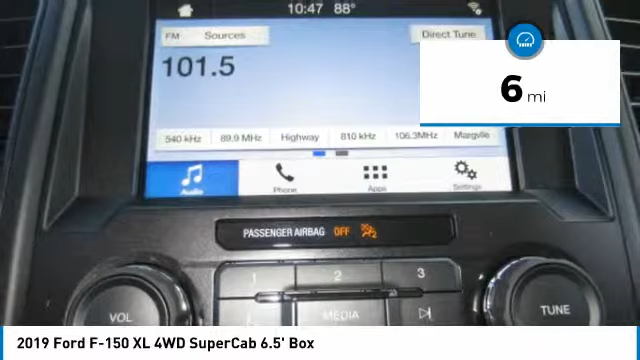 10:47 88°
FM Sources Direct Tune
101.5
6 mi
540 kHz 89.9 MHz Highway 810 kHz 106.3MHz Margvlle
Audio Phone Apps Settings
PASSENGER AIRBAG OFF
1 2 3
VOL MEDIA TUNE
2019 Ford F-150 XL 4WD SuperCab 6.5' Box